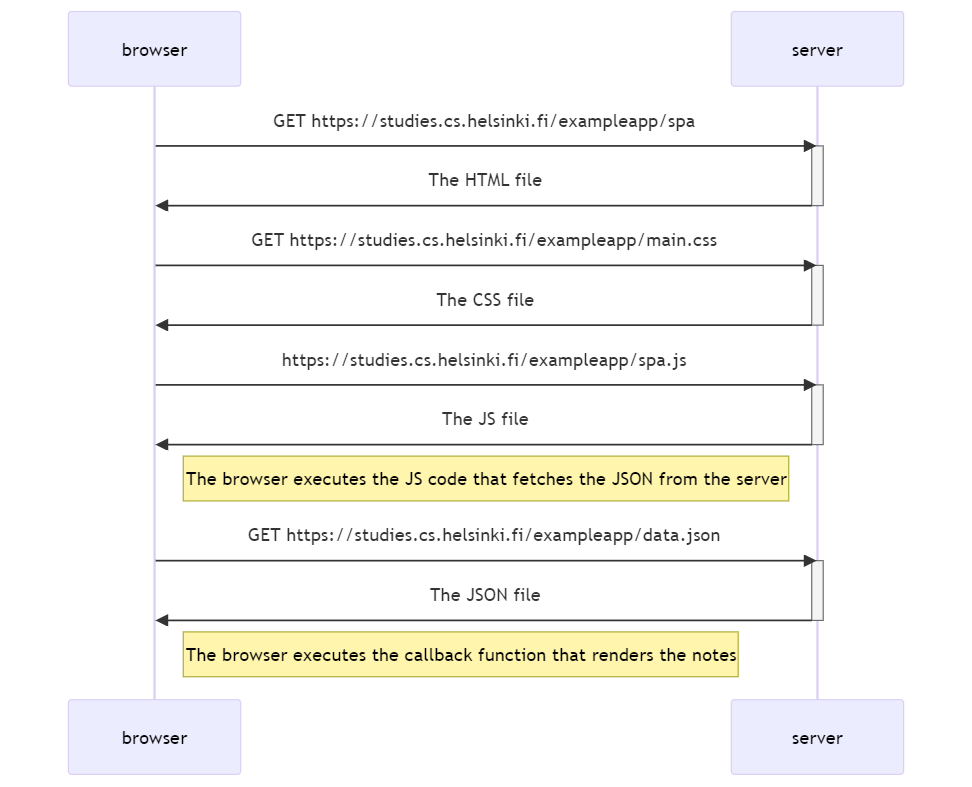 browser
server
GET https://studies.cs.helsinki.fi/exampleapp/spa
The HTML file
GET https://studies.cs.helsinki.fi/exampleapp/main.css
The CSS file
https://studies.cs.helsinki.fi/exampleapp/spa.js
The JS file
The browser executes the JS code that fetches the JSON from the server
GET https://studies.cs.helsinki.fi/exampleapp/data.json
The JSON file
The browser executes the callback function that renders the notes
browser
server